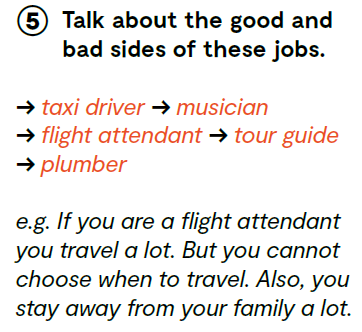 5 Talk about the good and
bad sides of these jobs.
→ taxi driver → musician
→ flight attendant → tour guide
→ plumber
e.g. If you are a flight attendant
you travel a lot. But you cannot
choose when to travel. Also, you
stay away from your family a lot.